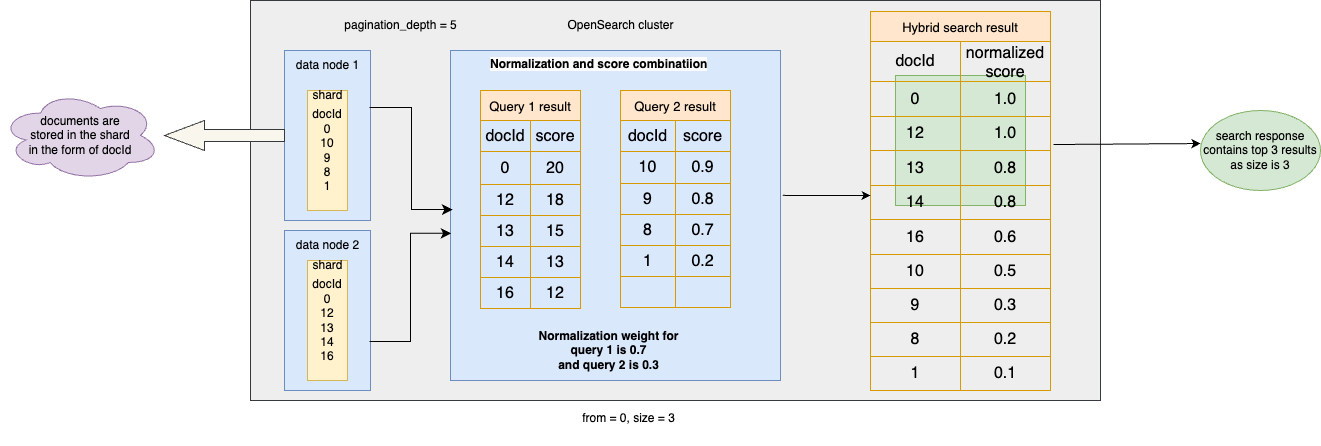 pagination_depth = 5
OpenSearch cluster
documents are
stored in the shard
in the form of docId
data node 1
shard
docId
0
10
9
8
1
data node 2
shard
docId
0
12
13
14
16
Normalization and score combinatiion
Query 1 result
docId score
0 20
12 18
13 15
14 13
16 12
Query 2 result
docId score
10 0.9
9 0.8
8 0.7
1 0.2
Normalization weight for
query 1 is 0.7
and query 2 is 0.3
Hybrid search result
docId normalized
score
0 1.0
12 1.0
13 0.8
14 0.8
16 0.6
10 0.5
9 0.3
8 0.2
1 0.1
search response
contains top 3 results
as size is 3
from = 0, size = 3